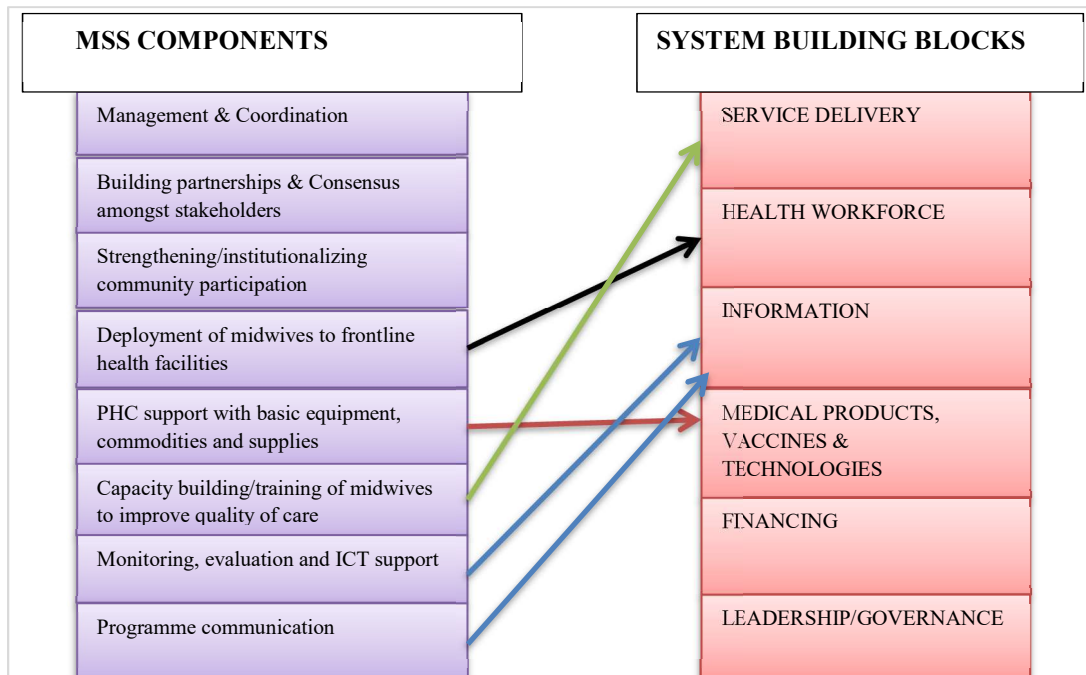 MSS COMPONENTS
Management & Coordination
Building partnerships & Consensus
amongst stakeholders
Strengthening/institutionalizing
community participation
Deployment of midwives to frontline
health facilities
PHC support with basic equipment,
commodities and supplies
Capacity building/training of midwives
to improve quality of care
Monitoring, evaluation and ICT support
Programme communication
SYSTEM BUILDING BLOCKS
SERVICE DELIVERY
HEALTH WORKFORCE
INFORMATION
MEDICAL PRODUCTS,
VACCINES &
TECHNOLOGIES
FINANCING
LEADERSHIP/GOVERNANCE